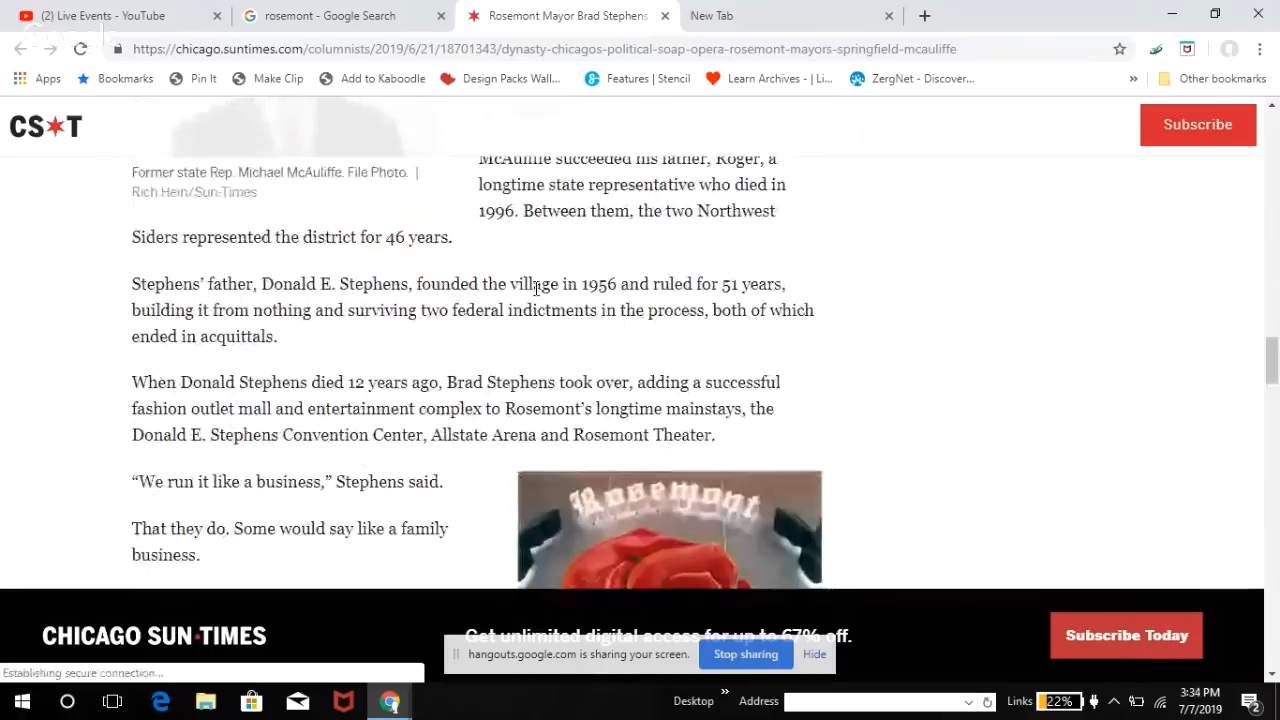 (2) Live Events - YouTube
rosemont - Google Search
Rosemont Mayor Brad Stephens
New Tab
https://chicago.suntimes.com/columnists/2019/6/21/18701343/dynasty-chicagos-political-soap-opera-rosemont-mayors-springfield-mcauliffe
Apps
Bookmarks
Pin It
Make Clip
Add to Kaboodle
Design Packs Wall...
Features | Stencil
Learn Archives - | Li...
ZergNet - Discover...
»
Other bookmarks
CS T
Subscribe
Former state Rep. Michael McAuliffe. File Photo. |
Rich Hein/Sun-Times
McAuliffe succeeded his father, Roger, a
longtime state representative who died in
1996. Between them, the two Northwest
Siders represented the district for 46 years.
Stephens’ father, Donald E. Stephens, founded the village in 1956 and ruled for 51 years,
building it from nothing and surviving two federal indictments in the process, both of which
ended in acquittals.
When Donald Stephens died 12 years ago, Brad Stephens took over, adding a successful
fashion outlet mall and entertainment complex to Rosemont’s longtime mainstays, the
Donald E. Stephens Convention Center, Allstate Arena and Rosemont Theater.
“We run it like a business,” Stephens said.
That they do. Some would say like a family
business.
Rosemont
CHICAGO SUN TIMES
Get unlimited digital access for up to 67% off.
Subscribe Today
hangouts.google.com is sharing your screen.
Stop sharing
Hide
Establishing secure connection...
Desktop
»
Address
Links
22%
3:34 PM
7/7/2019
2